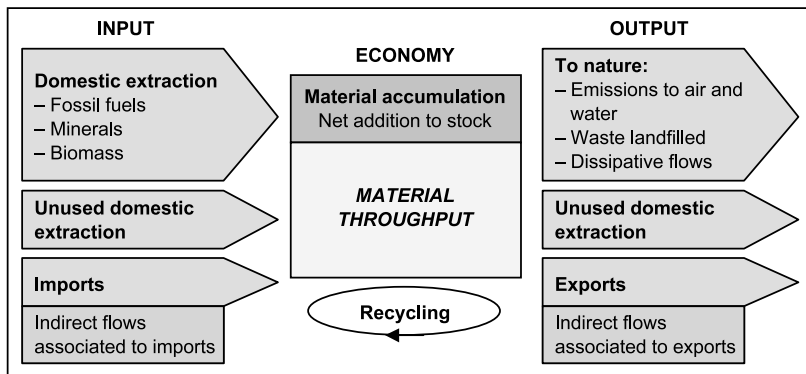 INPUT
Domestic extraction
– Fossil fuels
– Minerals
– Biomass
Unused domestic
extraction
Imports
Indirect flows
associated to imports
ECONOMY
Material accumulation
Net addition to stock
MATERIAL
THROUGHPUT
Recycling
OUTPUT
To nature:
– Emissions to air and
water
– Waste landfilled
– Dissipative flows
Unused domestic
extraction
Exports
Indirect flows
associated to exports